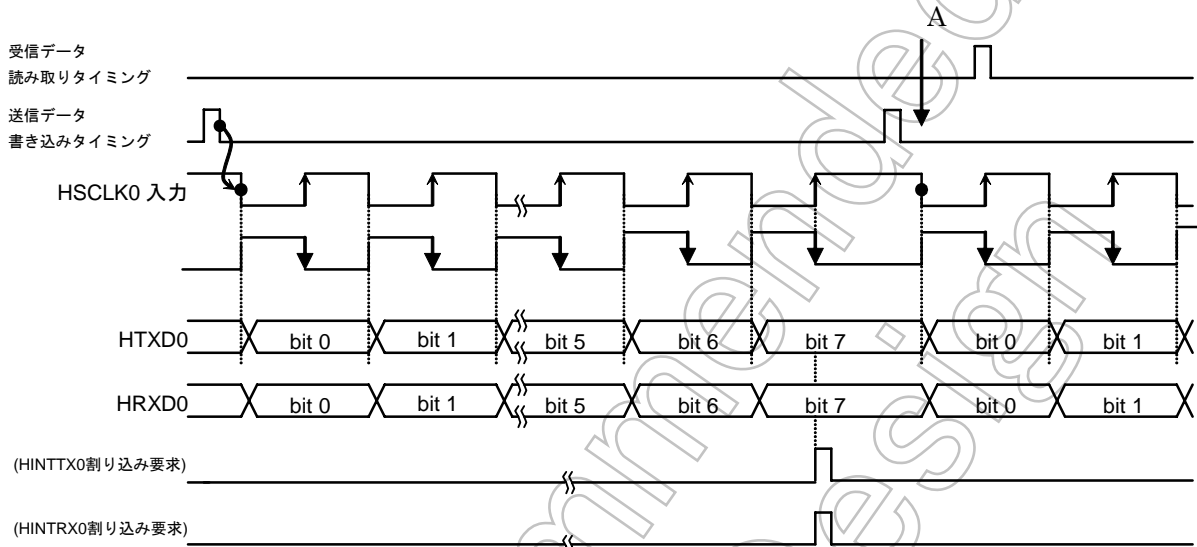 A
受信データ
読み取りタイミング
送信データ
書き込みタイミング
HSCLK0 入力
HTXD0 bit 0 bit 1 bit 5 bit 6 bit 7 bit 0 bit 1
HRXD0 bit 0 bit 1 bit 5 bit 6 bit 7 bit 0 bit 1
(HINTTX0割り込み要求)
(HINTRX0割り込み要求)